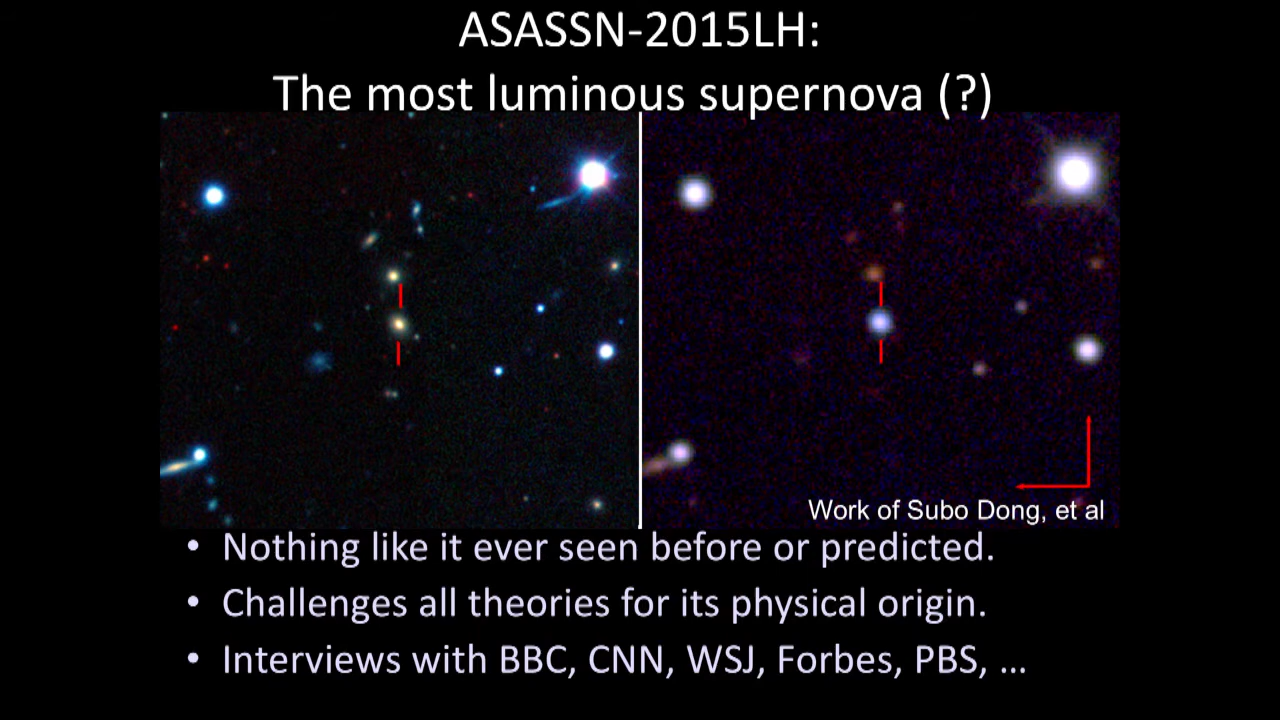 ASASSN-2015LH:
The most luminous supernova (?)
Work of Subo Dong, et al
• Nothing like it ever seen before or predicted.
• Challenges all theories for its physical origin.
• Interviews with BBC, CNN, WSJ, Forbes, PBS, ...